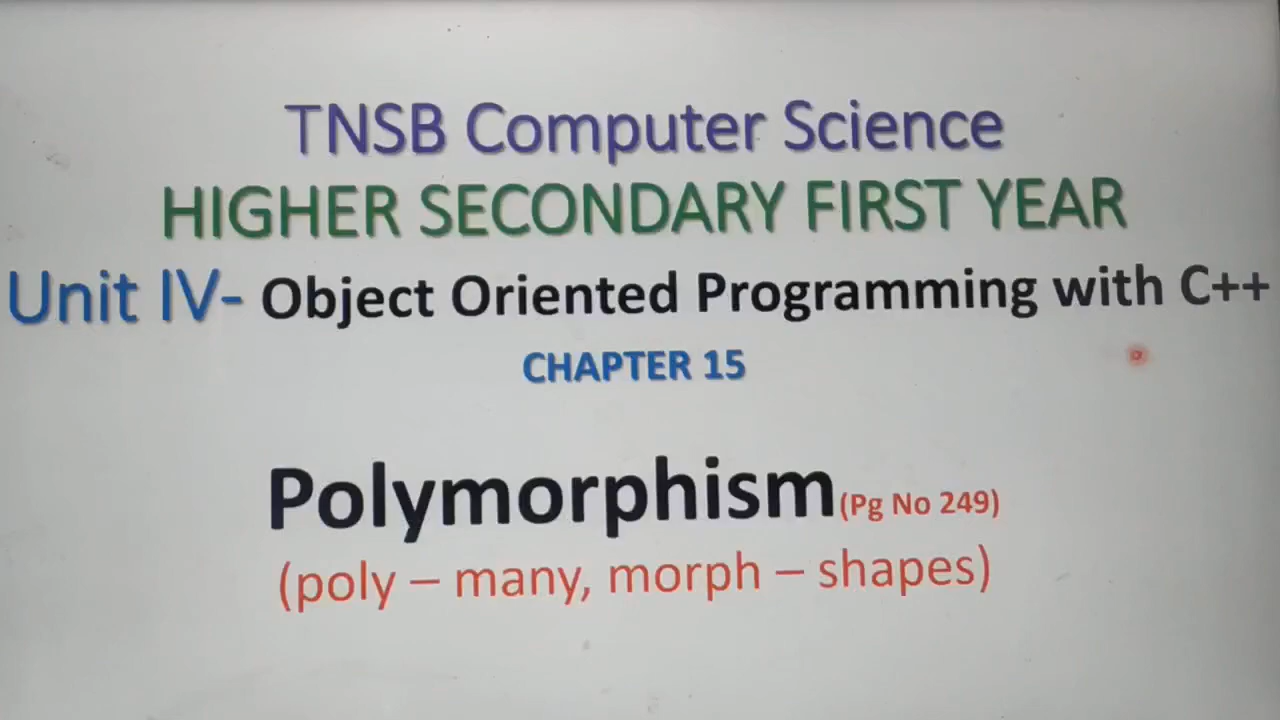 TNSB Computer Science
HIGHER SECONDARY FIRST YEAR
Unit IV- Object Oriented Programming with C++
CHAPTER 15
Polymorphism (Pg No 249)
(poly – many, morph – shapes)